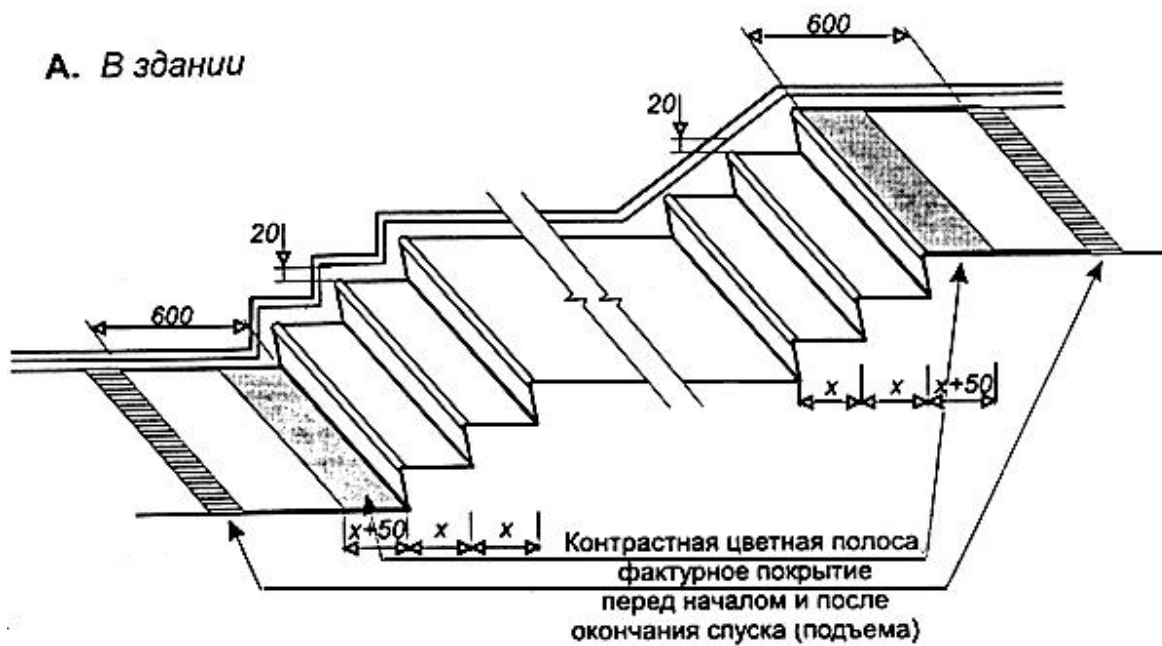 А. В здании
600
20
20
600
x
x
x+50
x+50
x
x
Контрастная цветная полоса
фактурное покрытие
перед началом и после
окончания спуска (подъема)